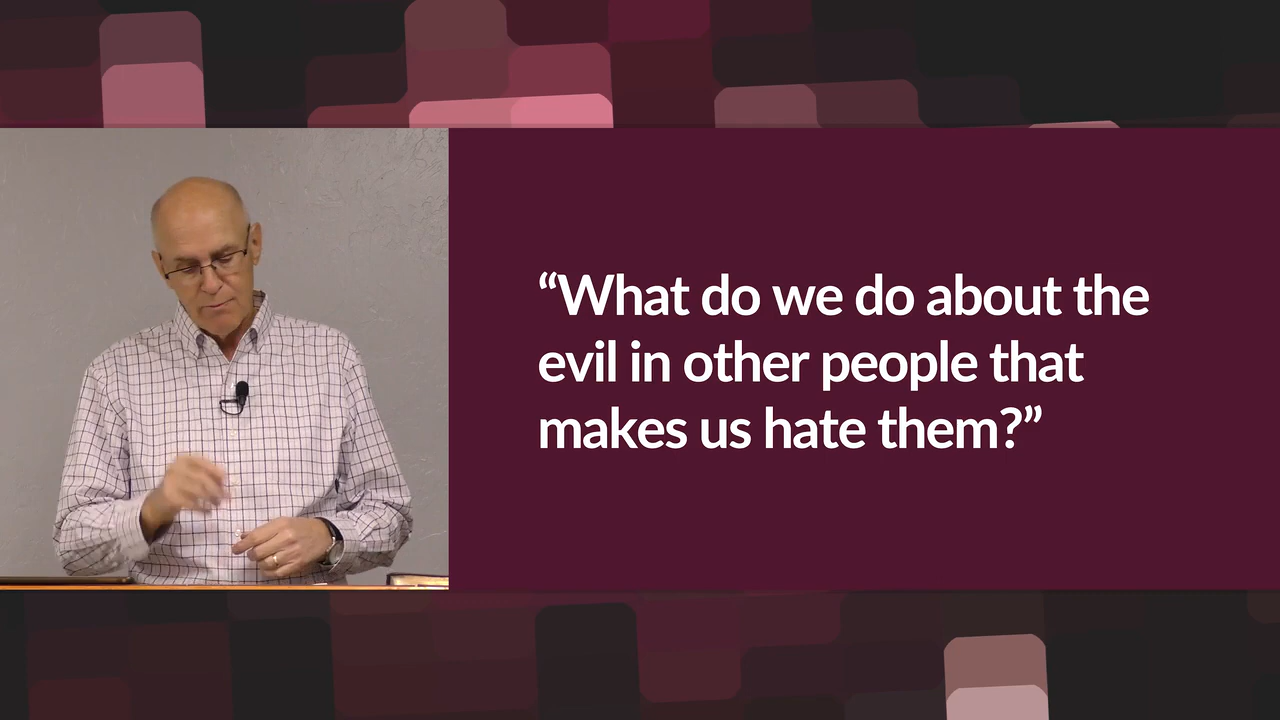 “What do we do about the
evil in other people that
makes us hate them?”